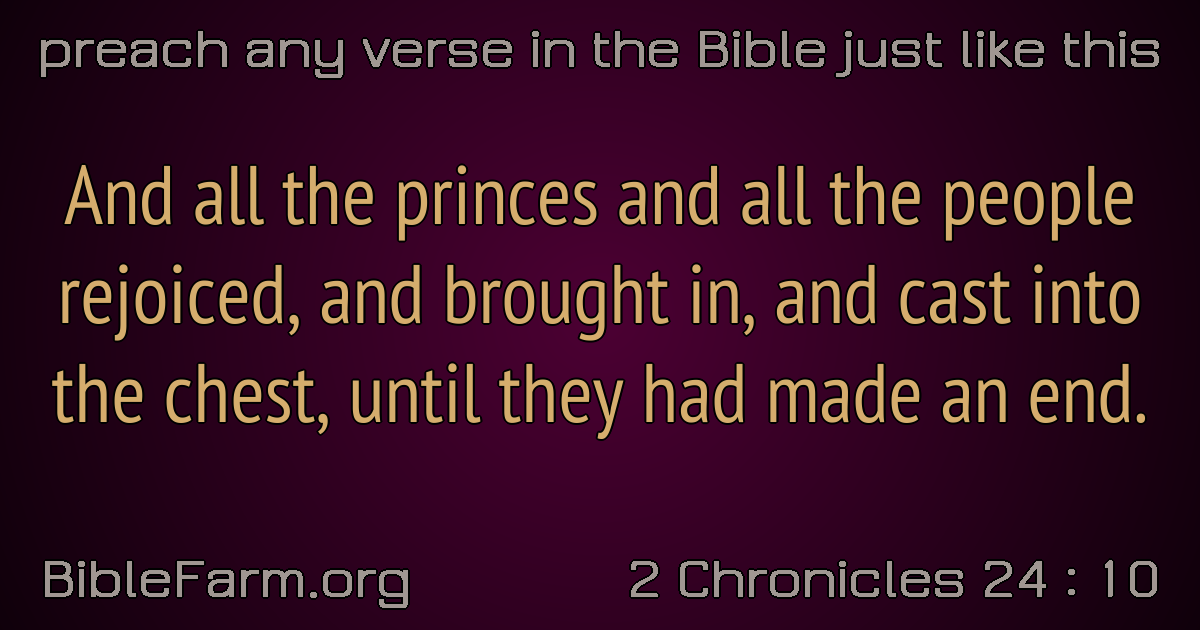 preach any verse in the Bible just like this
And all the princes and all the people
rejoiced, and brought in, and cast into
the chest, until they had made an end.
BibleFarm.org
2 Chronicles 24 : 10